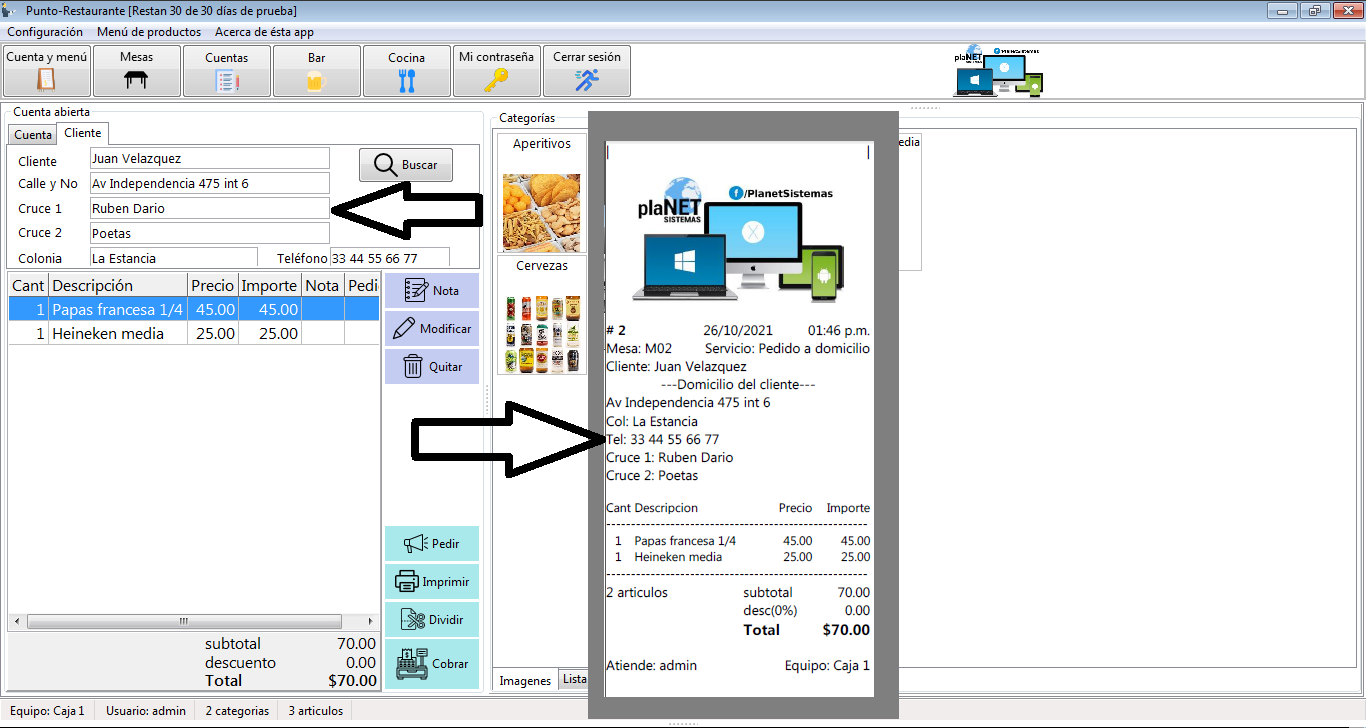 Punto-Restaurante [Restan 30 de 30 días de prueba]
Configuración Menú de productos Acerca de ésta app
Cuenta y menú Mesas Cuentas Bar Cocina Mi contraseña Cerrar sesión
plaNET
Cuenta abierta
Cuenta Cliente
Cliente Juan Velazquez Buscar
Calle y No Av Independencia 475 int 6
Cruce 1 Ruben Dario
Cruce 2 Poetas
Colonia La Estancia Teléfono 33 44 55 66 77
Cant Descripción Precio Importe Nota Pedi
1 Papas francesa 1/4 45.00 45.00
1 Heineken media 25.00 25.00
Nota
Modificar
Quitar
Pedir
Imprimir
Dividir
Cobrar
subtotal 70.00
descuento 0.00
Total $70.00
Categorías
Aperitivos
Cervezas
edia
Imagenes Lista
f/PlanetSistemas
plaNET
SISTEMAS
# 2 26/10/2021 01:46 p.m.
Mesa: M02 Servicio: Pedido a domicilio
Cliente: Juan Velazquez
---Domicilio del cliente---
Av Independencia 475 int 6
Col: La Estancia
Tel: 33 44 55 66 77
Cruce 1: Ruben Dario
Cruce 2: Poetas
Cant Descripcion Precio Importe
1 Papas francesa 1/4 45.00 45.00
1 Heineken media 25.00 25.00
2 articulos subtotal 70.00
desc(0%) 0.00
Total $70.00
Atiende: admin Equipo: Caja 1
Equipo: Caja 1 Usuario: admin 2 categorias 3 articulos